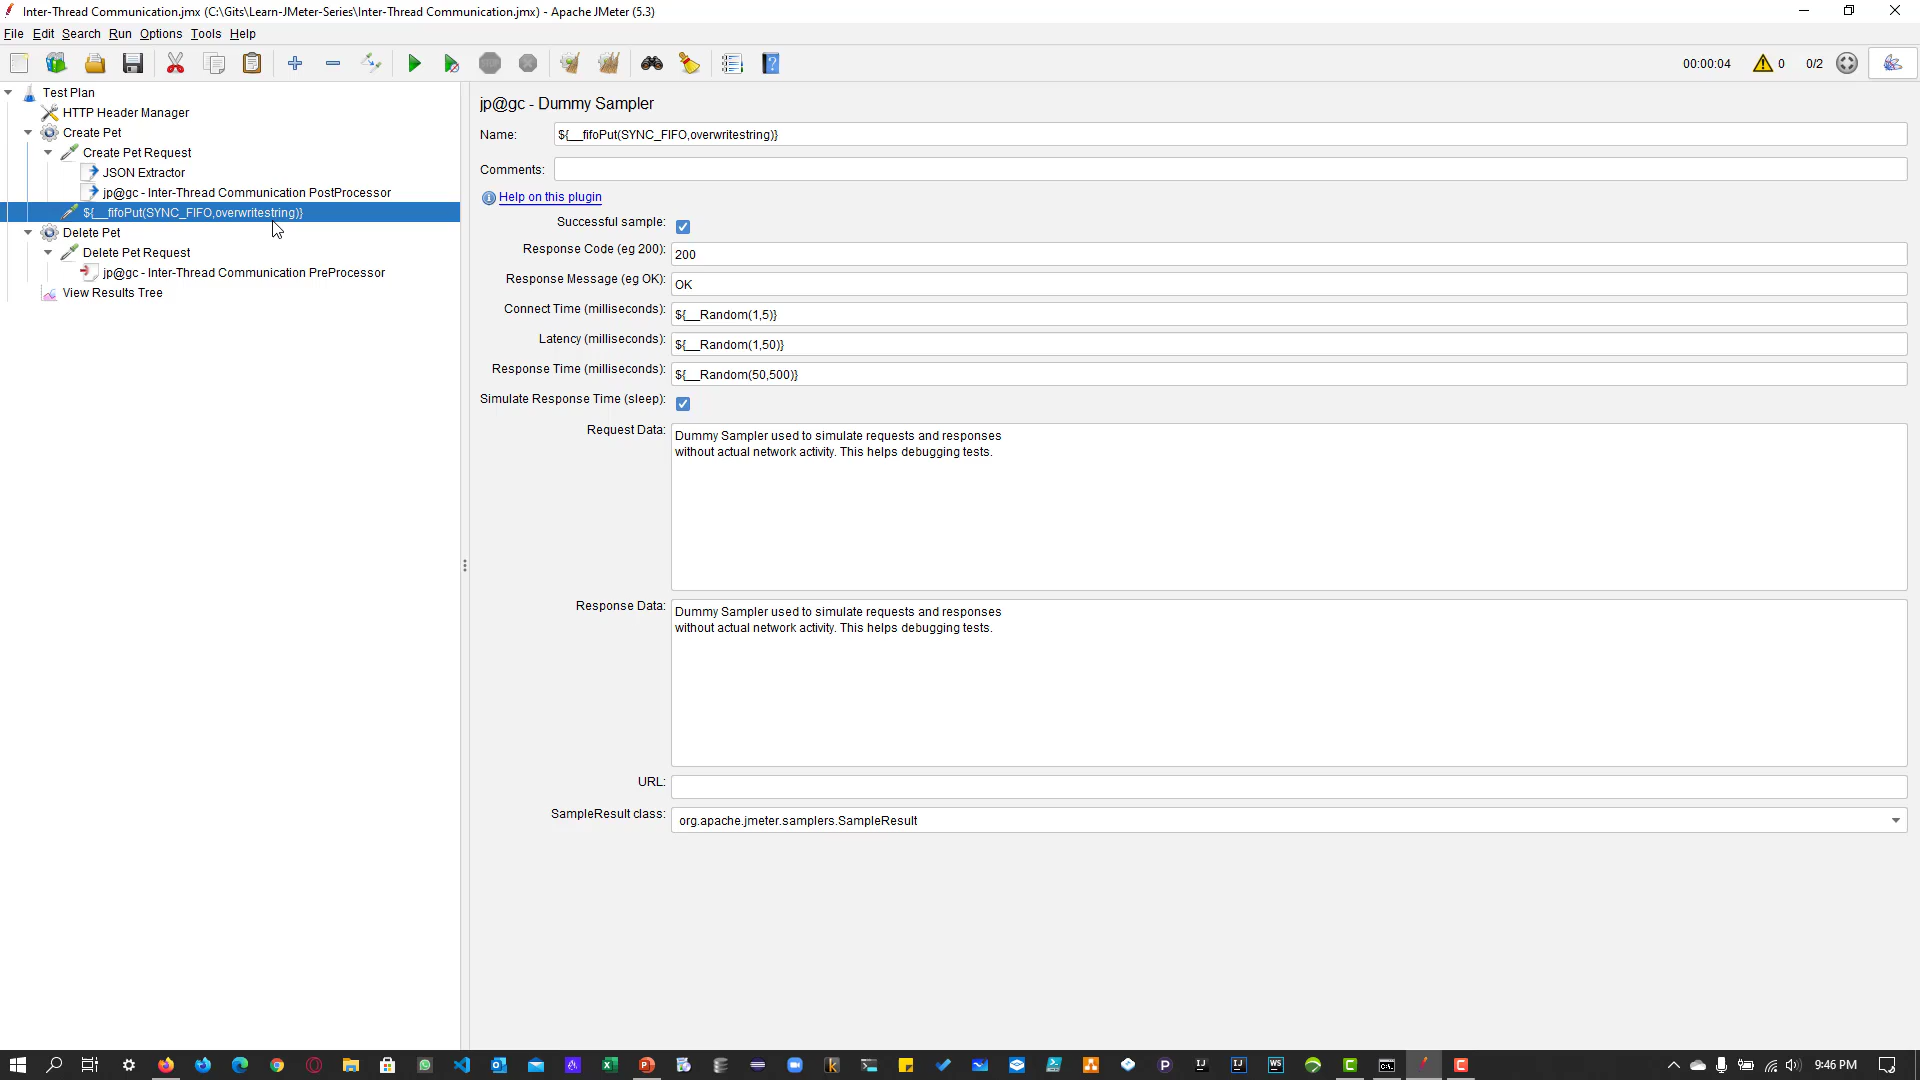 Inter-Thread Communication.jmx (C:\Gits\Learn-JMeter-Series\Inter-Thread Communication.jmx) - Apache JMeter (5.3)
File Edit Search Run Options Tools Help
00:00:04 0 0/2
Test Plan
HTTP Header Manager
Create Pet
Create Pet Request
JSON Extractor
jp@gc - Inter-Thread Communication PostProcessor
${__fifoPut(SYNC_FIFO,overwritestring)}
Delete Pet
Delete Pet Request
jp@gc - Inter-Thread Communication PreProcessor
View Results Tree
jp@gc - Dummy Sampler
Name: ${__fifoPut(SYNC_FIFO,overwritestring)}
Comments:
Help on this plugin
Successful sample:
Response Code (eg 200): 200
Response Message (eg OK): OK
Connect Time (milliseconds): ${__Random(1,5)}
Latency (milliseconds): ${__Random(1,50)}
Response Time (milliseconds): ${__Random(50,500)}
Simulate Response Time (sleep):
Request Data: Dummy Sampler used to simulate requests and responses
without actual network activity. This helps debugging tests.
Response Data: Dummy Sampler used to simulate requests and responses
without actual network activity. This helps debugging tests.
URL:
SampleResult class: org.apache.jmeter.samplers.SampleResult
9:46 PM